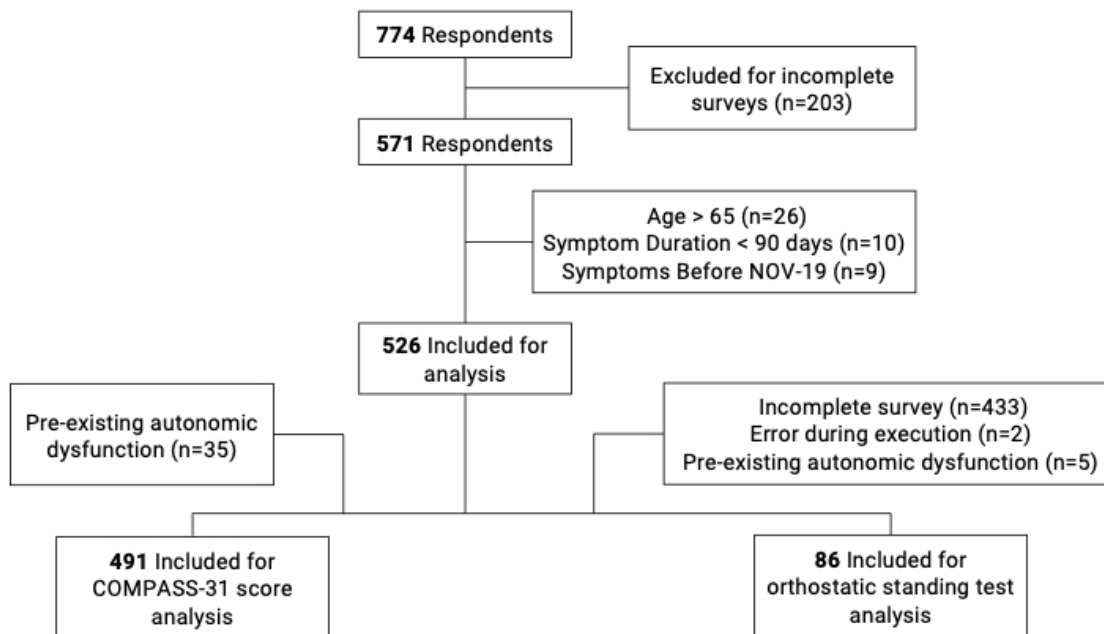 774 Respondents
Excluded for incomplete
surveys (n=203)
571 Respondents
Age > 65 (n=26)
Symptom Duration < 90 days (n=10)
Symptoms Before NOV-19 (n=9)
526 Included for
analysis
Pre-existing autonomic
dysfunction (n=35)
Incomplete survey (n=433)
Error during execution (n=2)
Pre-existing autonomic dysfunction (n=5)
491 Included for
COMPASS-31 score
analysis
86 Included for
orthostatic standing test
analysis